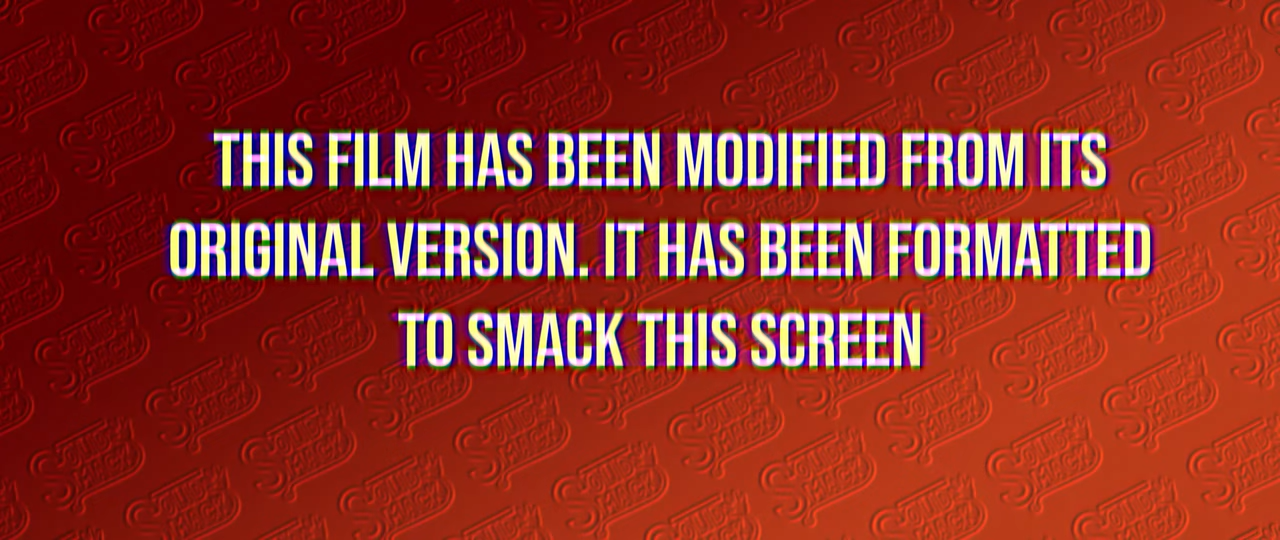 THIS FILM HAS BEEN MODIFIED FROM ITS
ORIGINAL VERSION. IT HAS BEEN FORMATTED
TO SMACK THIS SCREEN